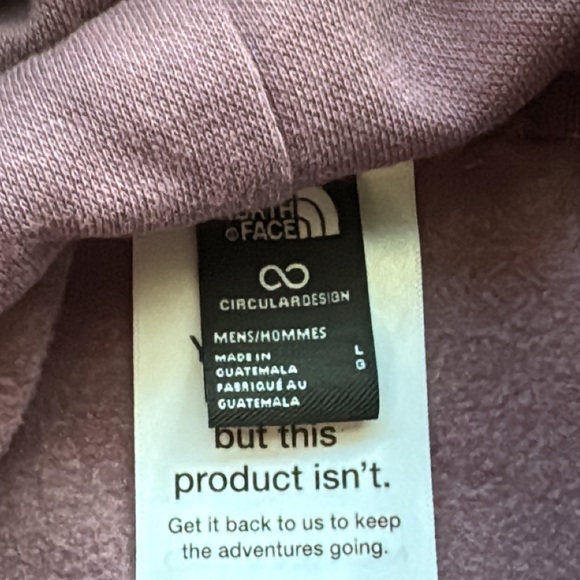 NORTH
FACE
CIRCULARDESIGN
MENS/HOMMES
MADE IN
GUATEMALA
FABRIQUÉ AU
GUATEMALA
L
G
but this
product isn't.
Get it back to us to keep
the adventures going.